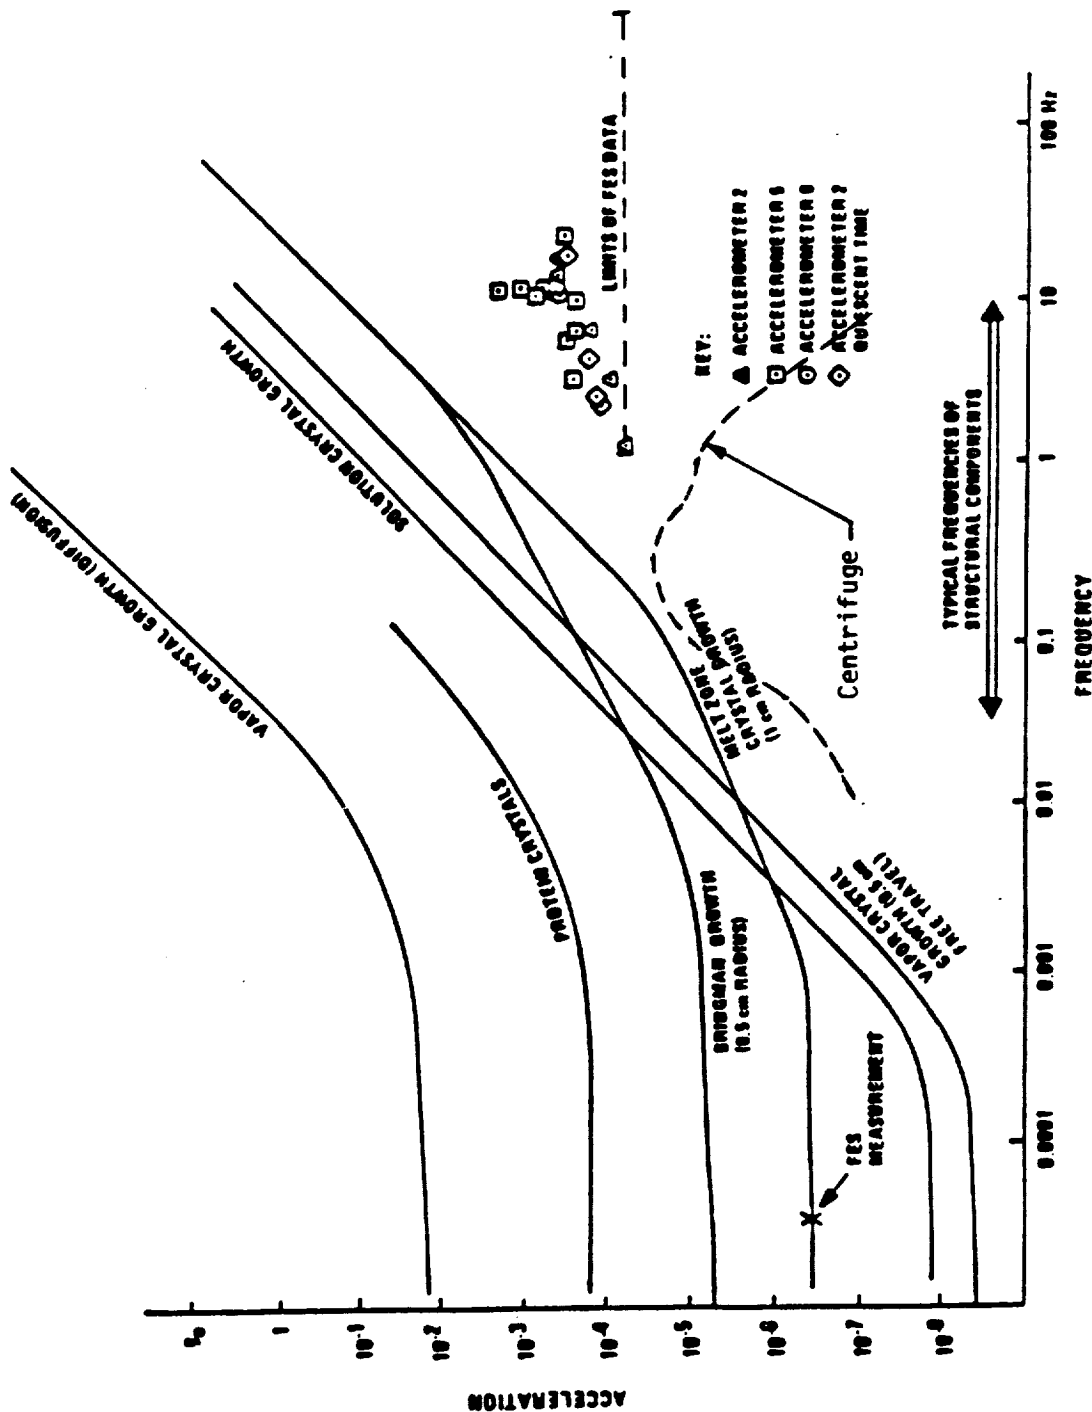 ACCELERATION
g₀
1
10⁻¹
10⁻²
10⁻³
10⁻⁴
10⁻⁵
10⁻⁶
10⁻⁷
10⁻⁸
VAPOR CRYSTAL GROWTH (DIFFUSION)
SOLUTION CRYSTAL GROWTH
PROTEIN CRYSTALS
BRIDGMAN GROWTH
(0.5 cm RADIUS)
MELT ZONE
CRYSTAL GROWTH
(1 cm RADIUS)
VAPOR CRYSTAL
GROWTH (0.5 cm
FREE TRAVEL)
FES
MEASUREMENT
Centrifuge
LIMITS OF FES DATA
KEY:
ACCELEROMETER 2
ACCELEROMETER 5
ACCELEROMETER 8
ACCELEROMETER 2
QUIESCENT TIME
TYPICAL FREQUENCIES OF
STRUCTURAL COMPONENTS
0.0001
0.001
0.01
0.1
1
10
100 Hz
FREQUENCY